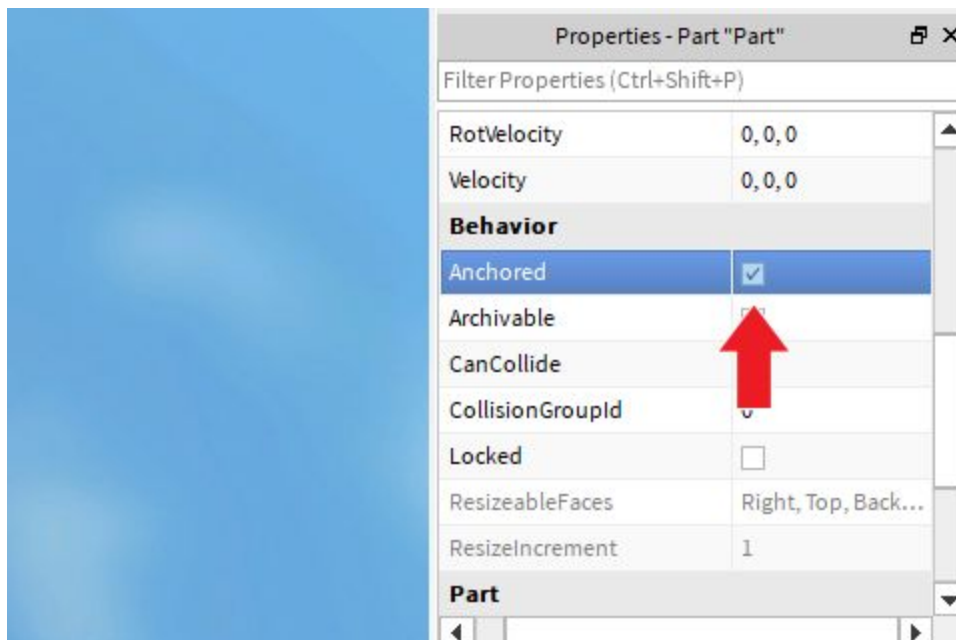 Properties - Part "Part"
Filter Properties (Ctrl+Shift+P)
RotVelocity 0, 0, 0
Velocity 0, 0, 0
Behavior
Anchored
Archivable
CanCollide
CollisionGroupId
Locked
ResizeableFaces Right, Top, Back...
ResizeIncrement 1
Part